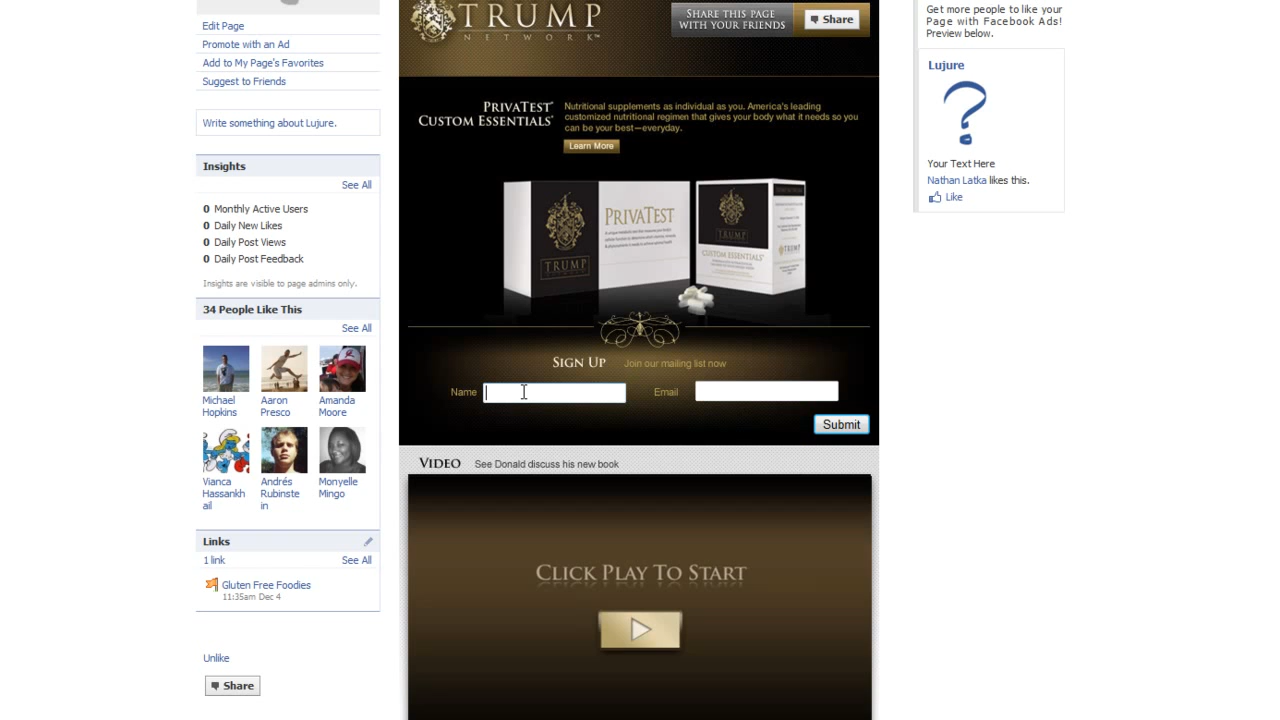 Edit Page
Promote with an Ad
Add to My Page's Favorites
Suggest to Friends
Write something about Lujure.
Insights
See All
0 Monthly Active Users
0 Daily New Likes
0 Daily Post Views
0 Daily Post Feedback
Insights are visible to page admins only.
34 People Like This
See All
Michael
Hopkins
Aaron
Presco
Amanda
Moore
Vianca
Hassankh
ail
Andrés
Rubinste
in
Monyelle
Mingo
Links
1 link
See All
Gluten Free Foodies
11:35am Dec 4
Unlike
Share
TRUMP
NETWORK™
SHARE THIS PAGE
WITH YOUR FRIENDS
Share
PRIVATEST®
CUSTOM ESSENTIALS®
Nutritional supplements as individual as you. America's leading
customized nutritional regimen that gives your body what it needs so you
can be your best—everyday.
Learn More
TRUMP
PRIVATEST
TRUMP
CUSTOM ESSENTIALS
TRUMP
SIGN UP Join our mailing list now
Name
Email
Submit
VIDEO See Donald discuss his new book
CLICK PLAY TO START
Get more people to like your
Page with Facebook Ads!
Preview below.
Lujure
?
Your Text Here
Nathan Latka likes this.
Like